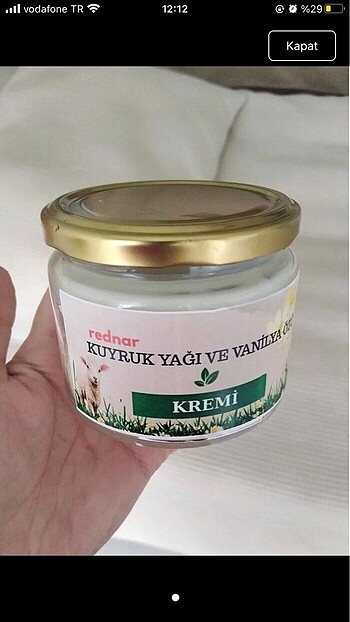 vodafone TR
12:12
%29
Kapat
rednar
KUYRUK YAĞI VE VANİLYA
KREMİ